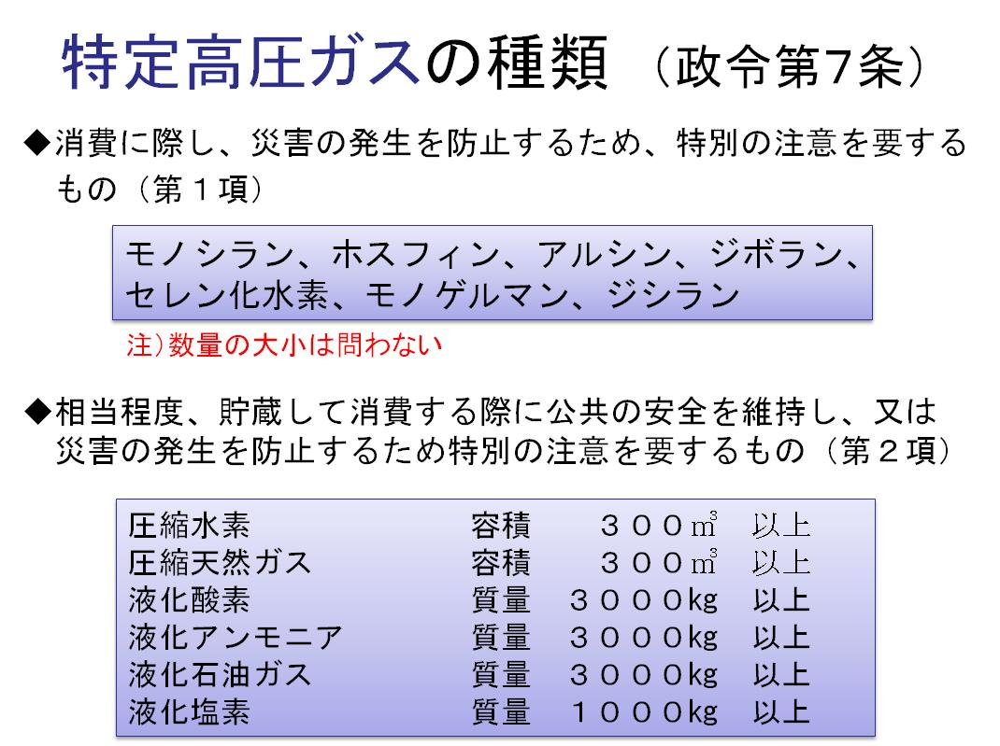 特定高圧ガスの種類 （政令第７条）
◆消費に際し、災害の発生を防止するため、特別の注意を要する
もの（第１項）
モノシラン、ホスフィン、アルシン、ジボラン、
セレン化水素、モノゲルマン、ジシラン
注）数量の大小は問わない
◆相当程度、貯蔵して消費する際に公共の安全を維持し、又は
災害の発生を防止するため特別の注意を要するもの（第２項）
圧縮水素 容積 ３００㎥ 以上
圧縮天然ガス 容積 ３００㎥ 以上
液化酸素 質量 ３０００kg 以上
液化アンモニア 質量 ３０００kg 以上
液化石油ガス 質量 ３０００kg 以上
液化塩素 質量 １０００kg 以上